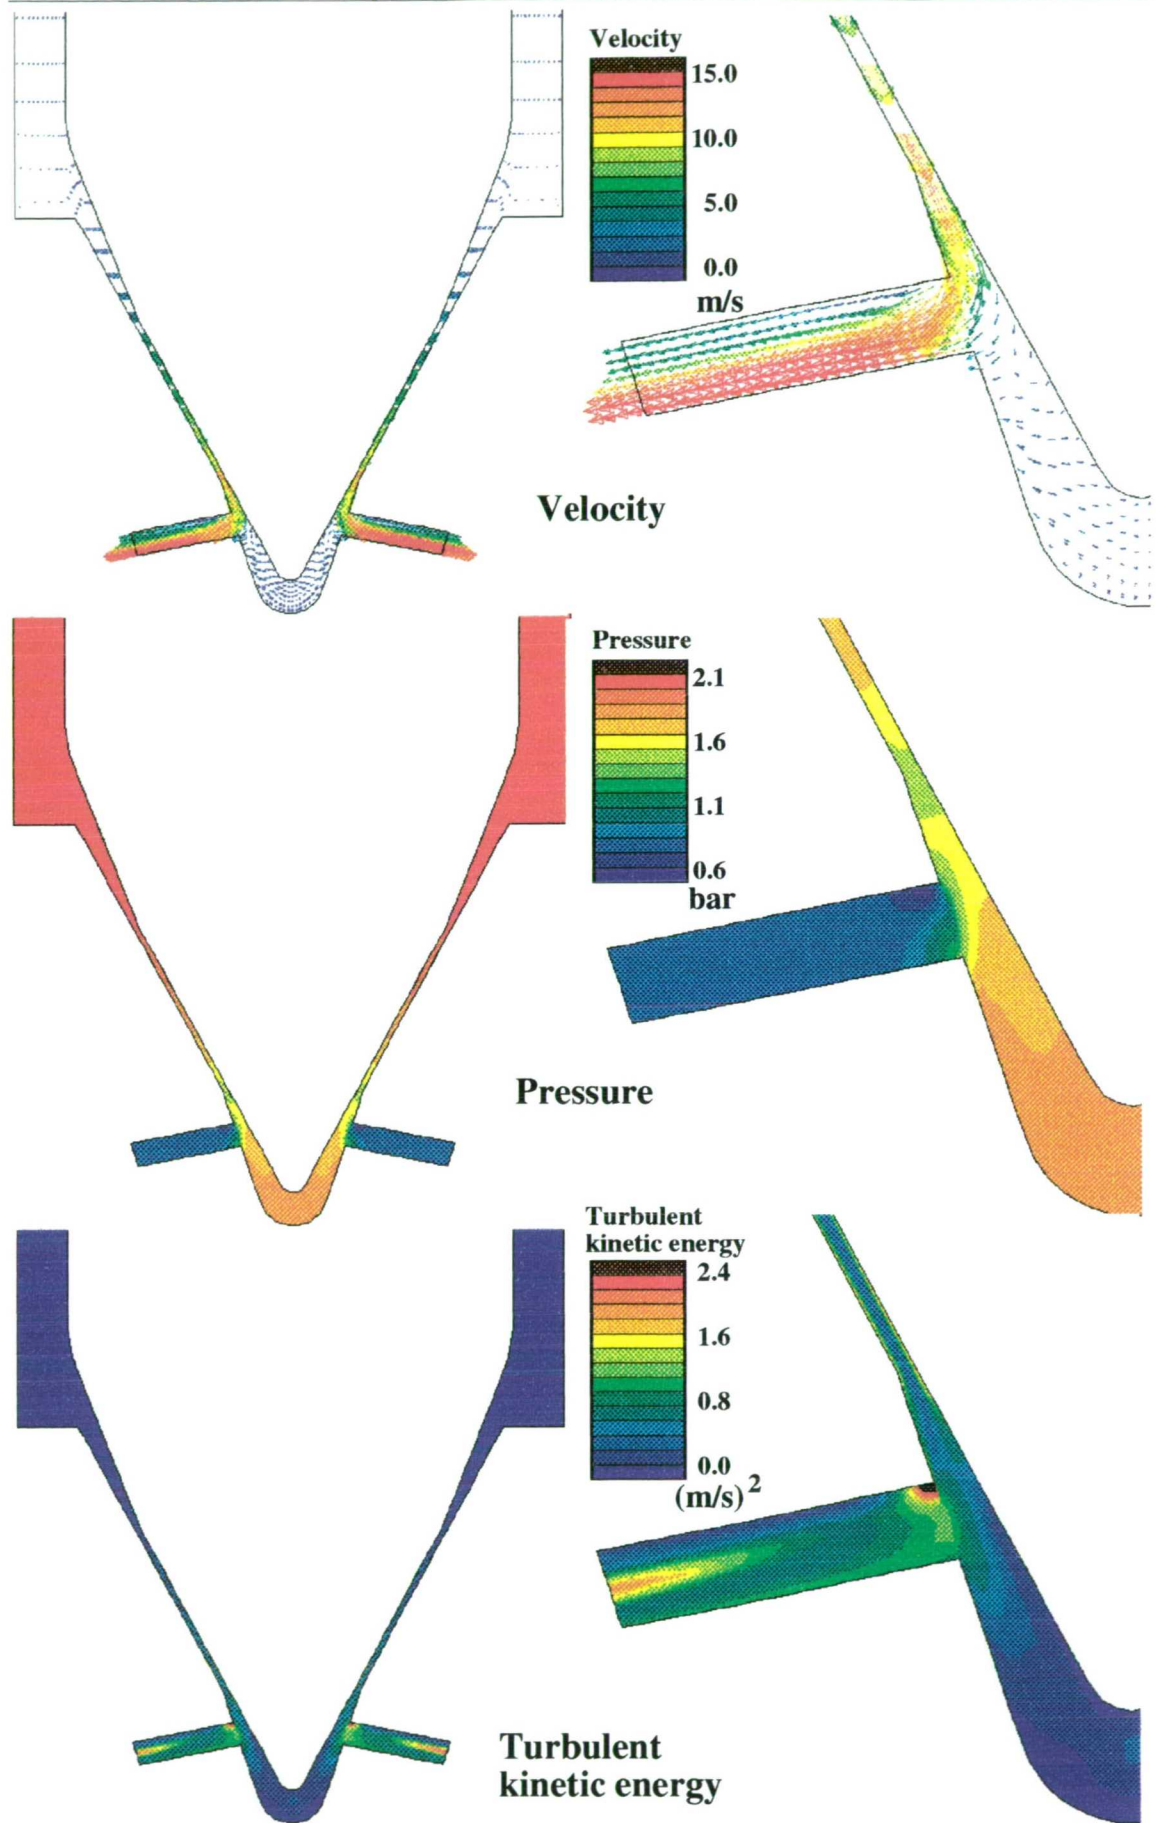 Velocity
15.0
10.0
5.0
0.0
m/s
Velocity
Pressure
2.1
1.6
1.1
0.6
bar
Pressure
Turbulent
kinetic energy
2.4
1.6
0.8
0.0
(m/s)²
Turbulent
kinetic energy